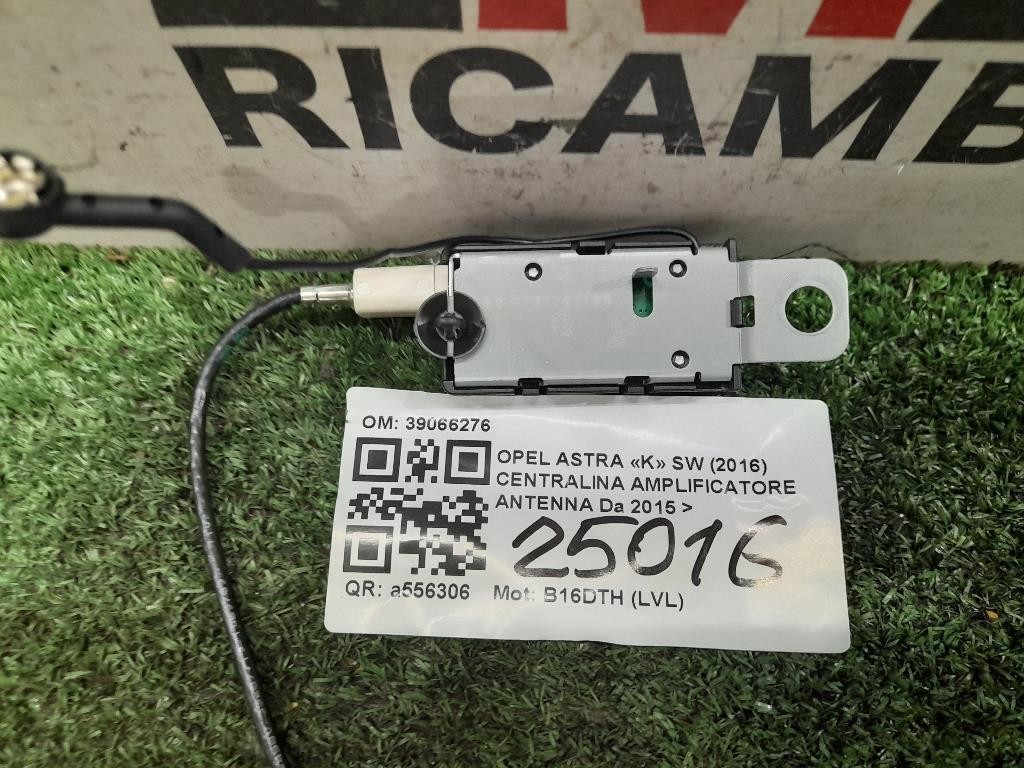 RICAMB
OM: 39066276
OPEL ASTRA «K» SW (2016)
CENTRALINA AMPLIFICATORE
ANTENNA Da 2015 >
25016
QR: a556306 Mot: B16DTH (LVL)